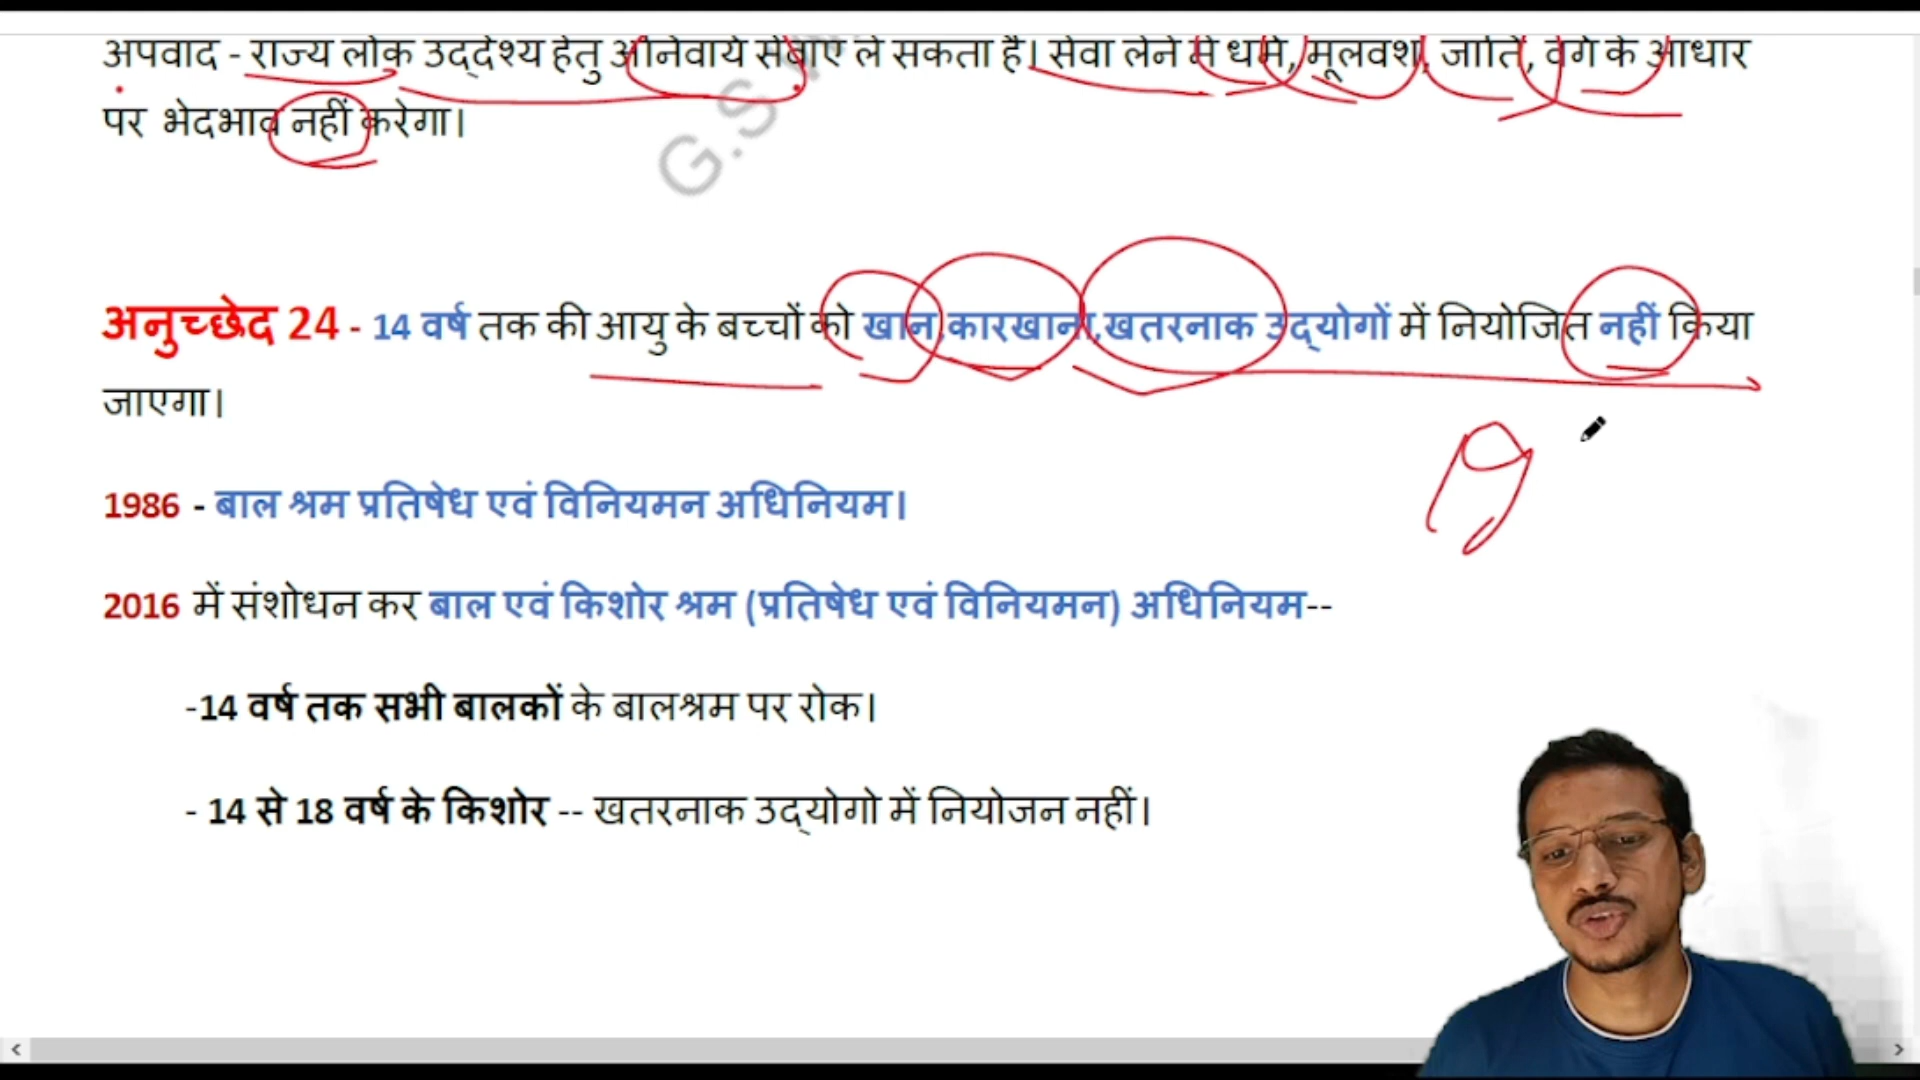 अपवाद - राज्य लोक उद्देश्य हेतु अनिवार्य सेवाएं ले सकता है। सेवा लेने में धर्म, मूलवंश, जाति, वर्ग के आधार
पर भेदभाव नहीं करेगा।
G.S
अनुच्छेद 24 - 14 वर्ष तक की आयु के बच्चों को खान,कारखाना,खतरनाक उद्योगों में नियोजित नहीं किया
जाएगा।
1986 - बाल श्रम प्रतिषेध एवं विनियमन अधिनियम।
2016 में संशोधन कर बाल एवं किशोर श्रम (प्रतिषेध एवं विनियमन) अधिनियम--
-14 वर्ष तक सभी बालकों के बालश्रम पर रोक।
- 14 से 18 वर्ष के किशोर -- खतरनाक उद्योगो में नियोजन नहीं।